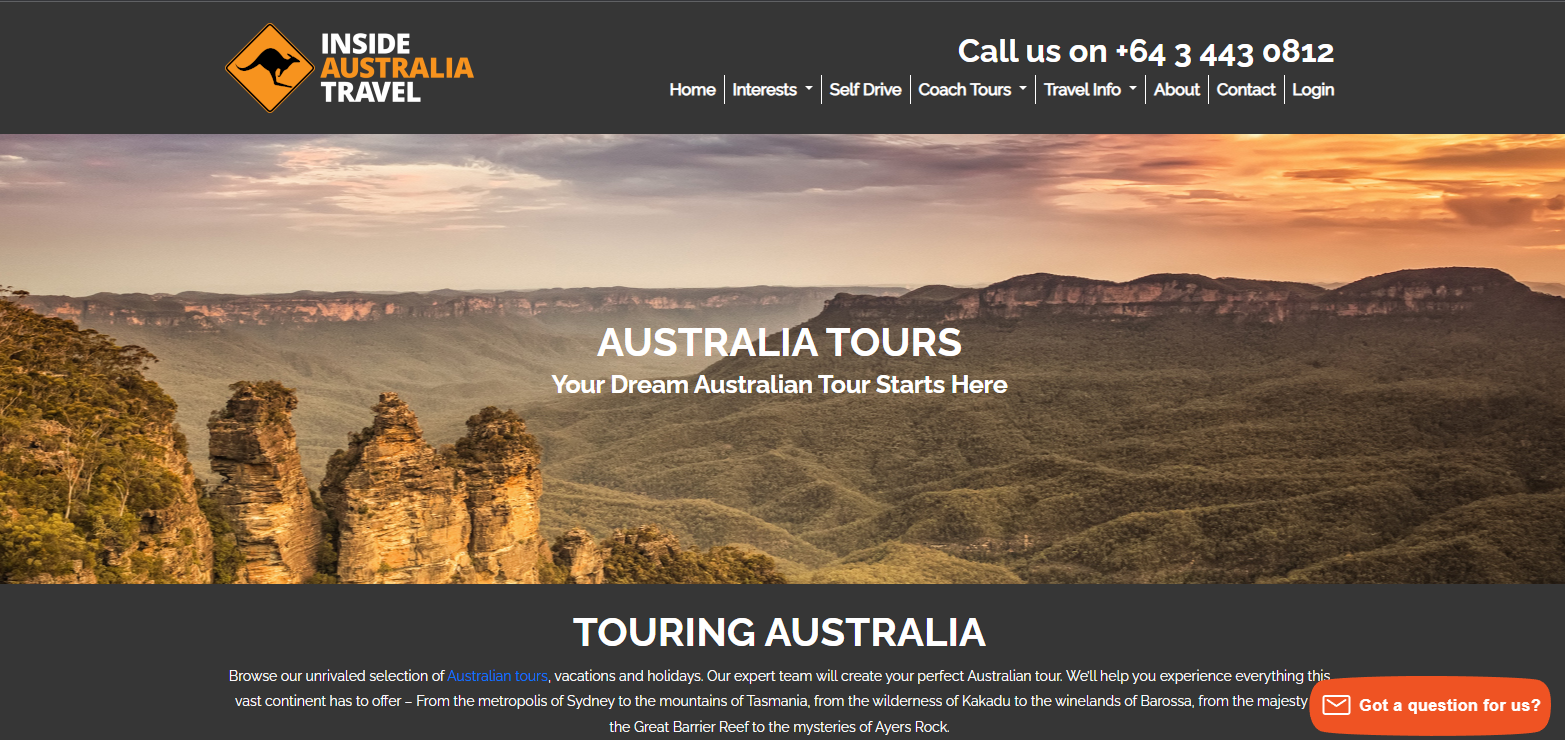 INSIDE
AUSTRALIA
TRAVEL
Call us on +64 3 443 0812
Home Interests Self Drive Coach Tours Travel Info About Contact Login
AUSTRALIA TOURS
Your Dream Australian Tour Starts Here
TOURING AUSTRALIA
Browse our unrivaled selection of Australian tours, vacations and holidays. Our expert team will create your perfect Australian tour. We'll help you experience everything this
vast continent has to offer – From the metropolis of Sydney to the mountains of Tasmania, from the wilderness of Kakadu to the winelands of Barossa, from the majesty
the Great Barrier Reef to the mysteries of Ayers Rock.
Got a question for us?